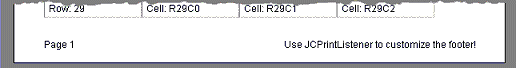 Row: 29 Cell: R29C0 Cell: R29C1 Cell: R29C2
Page 1 Use JCPrintListener to customize the footer!